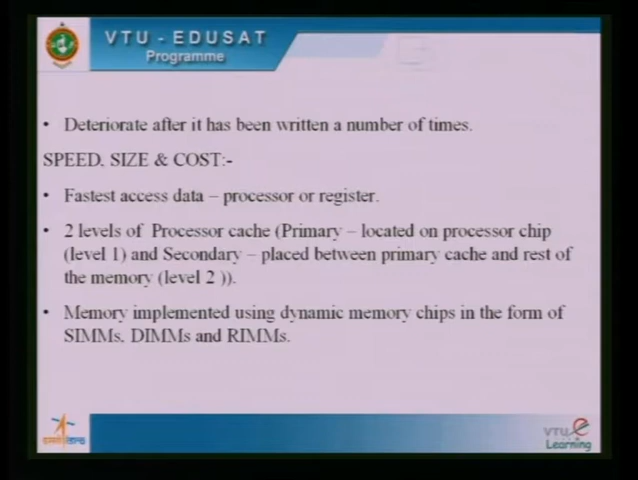 VTU - EDUSAT
Programme
• Deteriorate after it has been written a number of times.
SPEED, SIZE & COST:-
• Fastest access data – processor or register.
• 2 levels of Processor cache (Primary – located on processor chip
(level 1) and Secondary – placed between primary cache and rest of
the memory (level 2 )).
• Memory implemented using dynamic memory chips in the form of
SIMMs, DIMMs and RIMMs.
VTU e
Learning